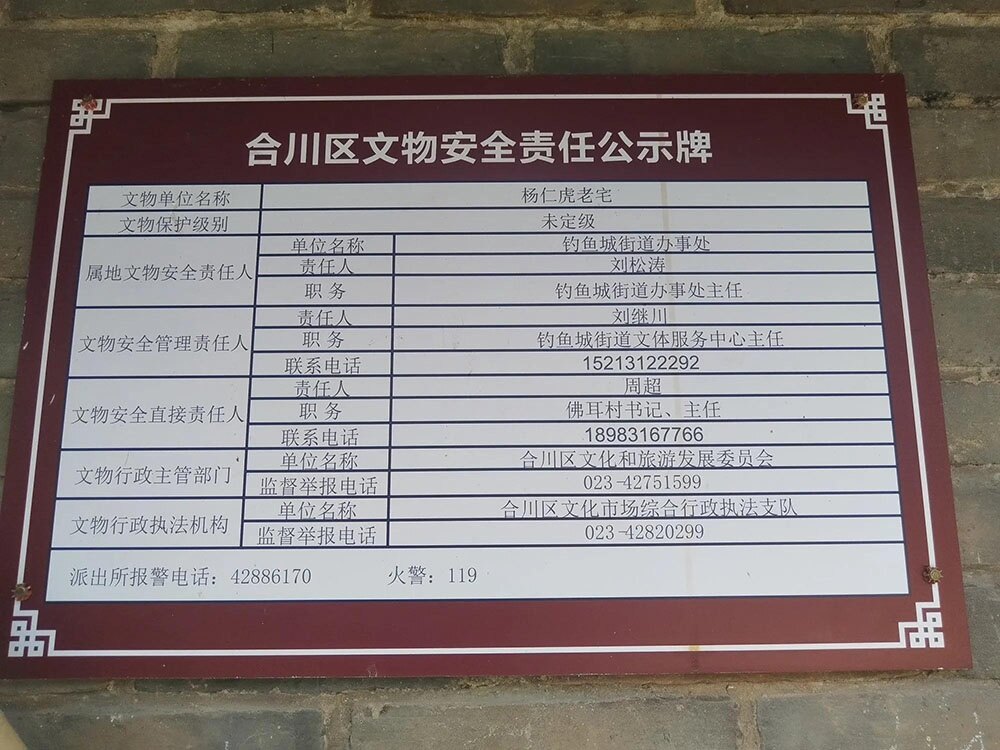 合川区文物安全责任公示牌
文物单位名称 杨仁虎老宅
文物保护级别 未定级
属地文物安全责任人 单位名称 钓鱼城街道办事处
责任人 刘松涛
职务 钓鱼城街道办事处主任
文物安全管理责任人 责任人 刘继川
职务 钓鱼城街道文体服务中心主任
联系电话 15213122292
文物安全直接责任人 责任人 周超
职务 佛耳村书记、主任
联系电话 18983167766
文物行政主管部门 单位名称 合川区文化和旅游发展委员会
监督举报电话 023-42751599
文物行政执法机构 单位名称 合川区文化市场综合行政执法支队
监督举报电话 023-42820299
派出所报警电话：42886170 火警：119